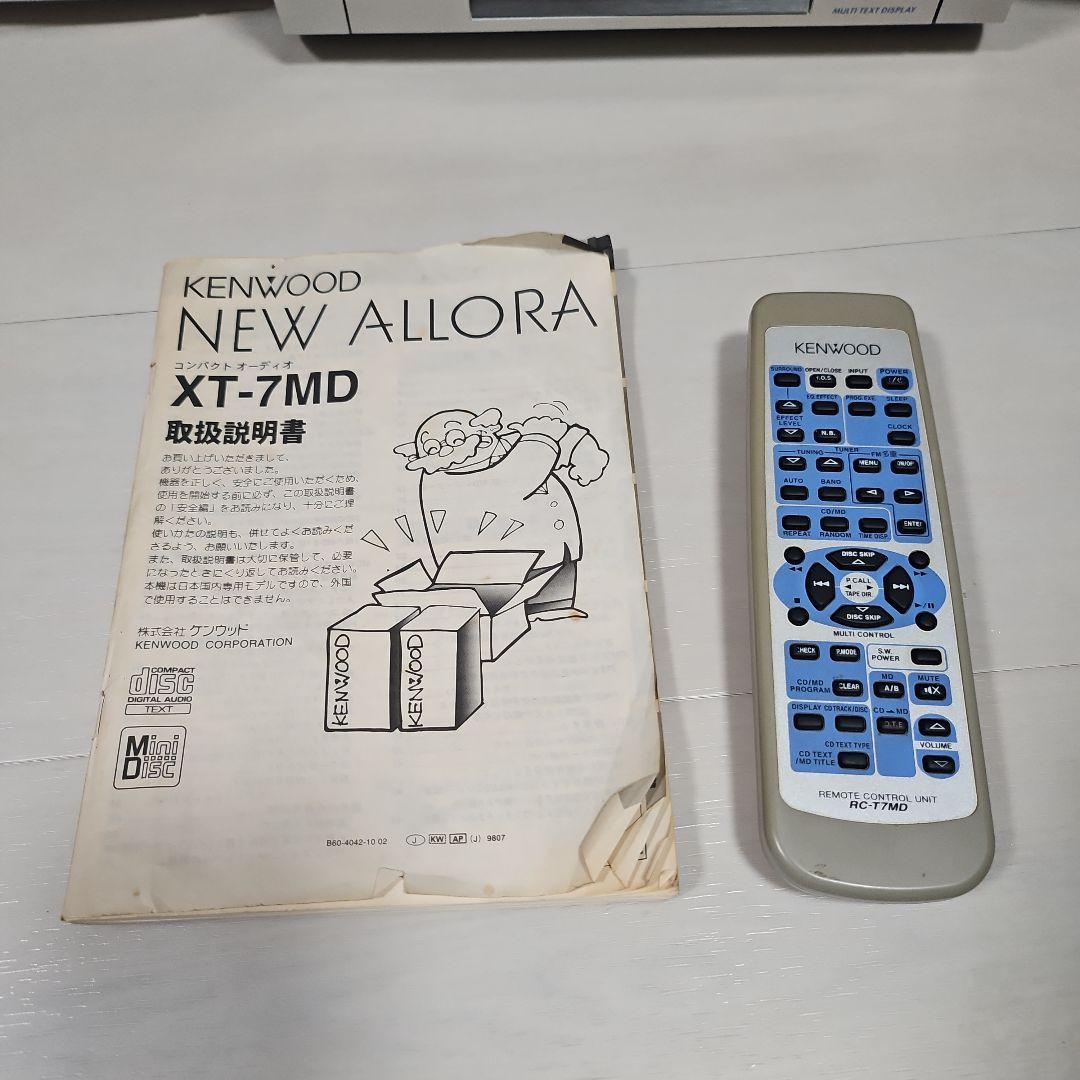 MULTI TEXT DISPLAY
KENWOOD
NEW ALLORA
コンパクト オーディオ
XT-7MD
取扱説明書
お買い上げいただきまして、
ありがとうございました。
機器を正しく、安全にご使用いただくため、
使用を開始する前に必ず、この取扱説明書
の「安全編」をお読みになり、十分にご理
解ください。
使いかたの説明も、併せてよくお読みくだ
さるよう、お願いいたします。
また、取扱説明書は大切に保管して、必要
になったときにくり返してお読みください。
本機は日本国内専用モデルですので、外国
で使用することはできません。
株式会社 ケンウッド
KENWOOD CORPORATION
COMPACT
disc
DIGITAL AUDIO
TEXT
Mini
Disc
KENWOOD
KENWOOD
B60-4042-10 02 J KW AP (J) 9807
KENWOOD
SURROUND OPEN/CLOSE INPUT POWER
1.0.5 I/
EQ.EFFECT PROG.EXE. SLEEP
EFFECT
LEVEL
N.B. CLOCK
TUNER
TUNING FM多重
MENU ON/OFF
AUTO BAND
CD/MD
REPEAT RANDOM TIME DISP. ENTER
DISC SKIP
P.CALL
TAPE DIR.
DISC SKIP
MULTI CONTROL
CHECK P.MODE S.W.
POWER
CD/MD
PROGRAM CLEAR MD
A/B MUTE
DISPLAY CD TRACK/DISC CD MD
O.T.E
VOLUME
CD TEXT TYPE
CD TEXT
/MD TITLE
REMOTE CONTROL UNIT
RC-T7MD